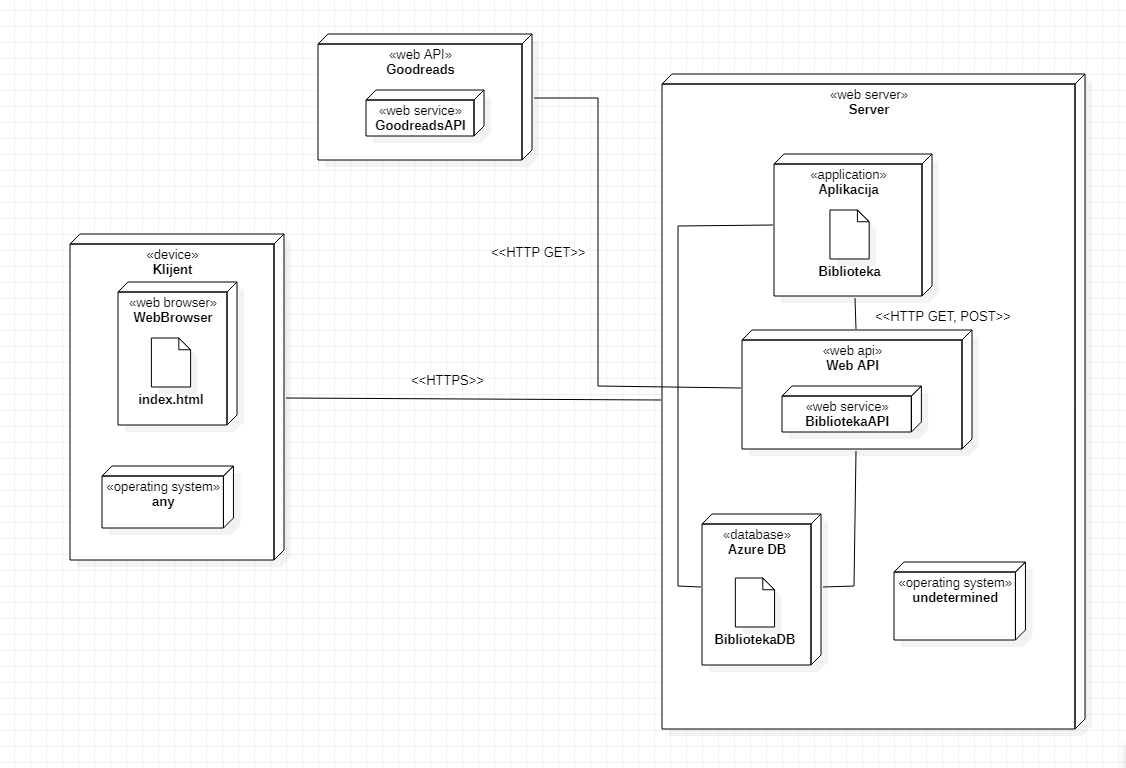 «web API»
Goodreads
«web service»
GoodreadsAPI
«web server»
Server
«application»
Aplikacija
Biblioteka
<<HTTP GET>>
«device»
Klijent
«web browser»
WebBrowser
index.html
<<HTTP GET, POST>>
«web api»
Web API
<<HTTPS>>
«web service»
BibliotekaAPI
«operating system»
any
«database»
Azure DB
BibliotekaDB
«operating system»
undetermined